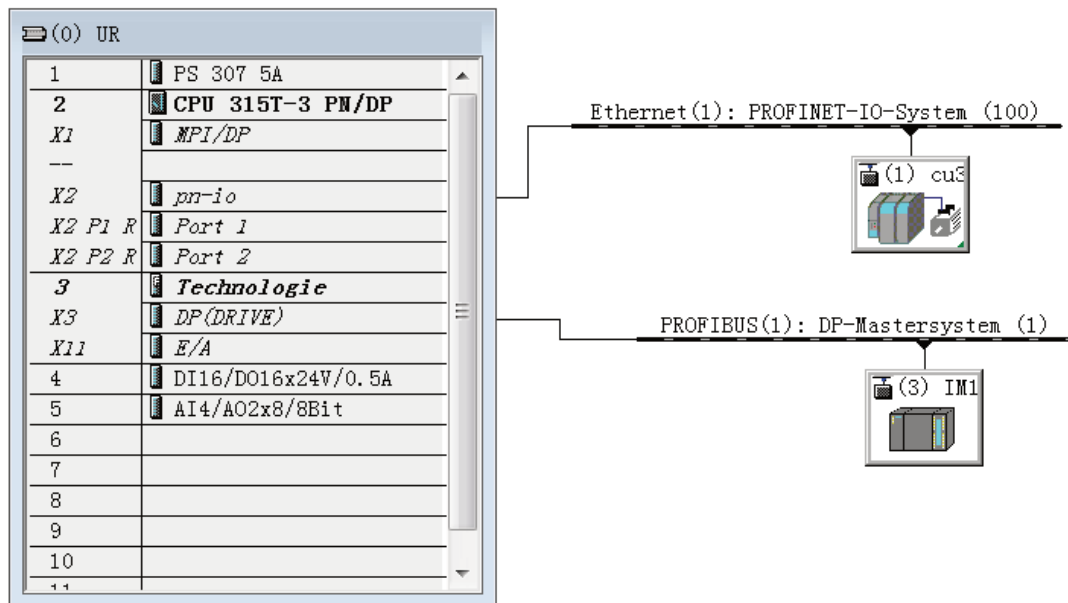 (0) UR
1 PS 307 5A
2 CPU 315T-3 PN/DP
X1 MPI/DP
--
X2 pn-io
X2 P1 R Port 1
X2 P2 R Port 2
3 Technologie
X3 DP(DRIVE)
X11 E/A
4 DI16/DO16x24V/0.5A
5 AI4/AO2x8/8Bit
6
7
8
9
10
11
Ethernet(1): PROFINET-IO-System (100)
(1) cu3
PROFIBUS(1): DP-Mastersystem (1)
(3) IM1